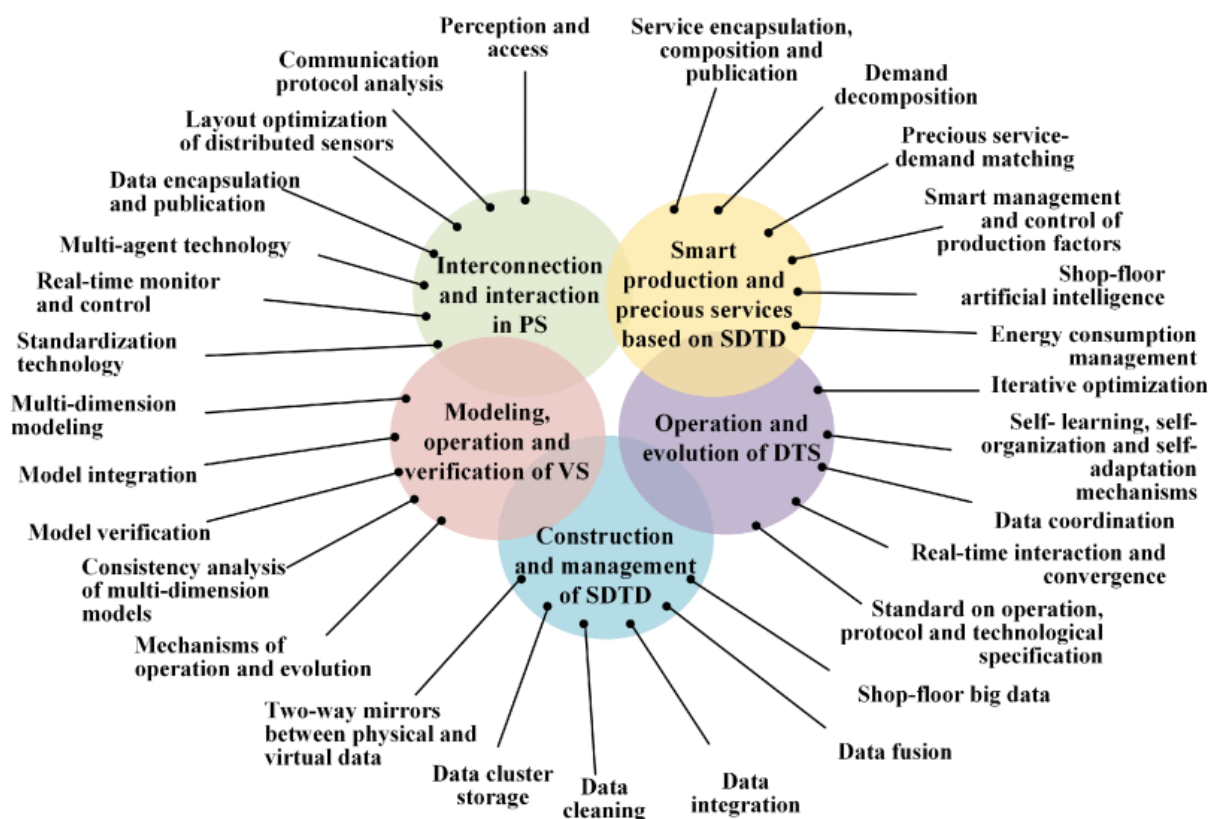 Perception and
access
Communication
protocol analysis
Layout optimization
of distributed sensors
Data encapsulation
and publication
Multi-agent technology
Real-time monitor
and control
Standardization
technology
Multi-dimension
modeling
Model integration
Model verification
Consistency analysis
of multi-dimension
models
Mechanisms of
operation and evolution
Two-way mirrors
between physical and
virtual data
Data cluster
storage
Data
cleaning
Data
integration
Data fusion
Shop-floor big data
Standard on operation,
protocol and technological
specification
Real-time interaction and
convergence
Data coordination
Self- learning, self-
organization and self-
adaptation
mechanisms
Iterative optimization
Energy consumption
management
Shop-floor
artificial intelligence
Smart management
and control of
production factors
Precious service-
demand matching
Demand
decomposition
Service encapsulation,
composition and
publication
Interconnection
and interaction
in PS
Smart
production and
precious services
based on SDTD
Modeling,
operation and
verification of VS
Operation and
evolution of DTS
Construction
and management
of SDTD